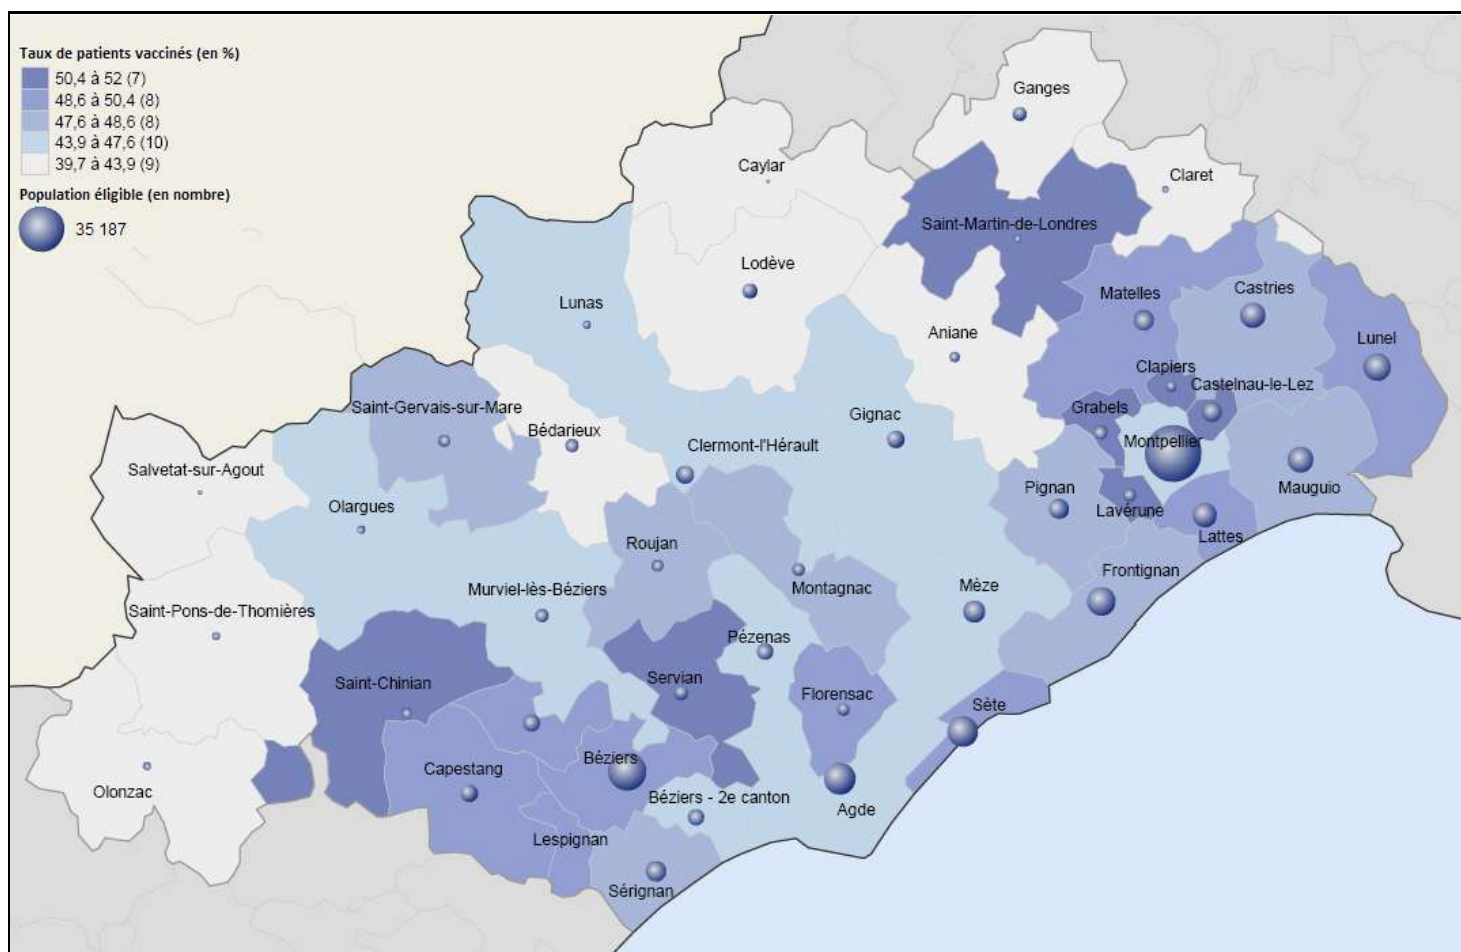 Taux de patients vaccinés (en %)
50,4 à 52 (7)
48,6 à 50,4 (8)
47,6 à 48,6 (8)
43,9 à 47,6 (10)
39,7 à 43,9 (9)
Population éligible (en nombre)
35 187
Ganges
Caylar
Claret
Saint-Martin-de-Londres
Lodève
Matelles
Castries
Lunas
Aniane
Lunel
Clapiers
Castelnau-le-Lez
Saint-Gervais-sur-Mare
Grabels
Gignac
Bédarieux
Clermont-l'Hérault
Montpellier
Salvetat-sur-Agout
Pignan
Mauguio
Olargues
Lavérune
Lattes
Roujan
Frontignan
Murviel-lès-Béziers
Montagnac
Mèze
Saint-Pons-de-Thomières
Pézenas
Saint-Chinian
Servian
Florensac
Sète
Béziers
Capestang
Olonzac
Béziers - 2e canton
Agde
Lespignan
Sérignan